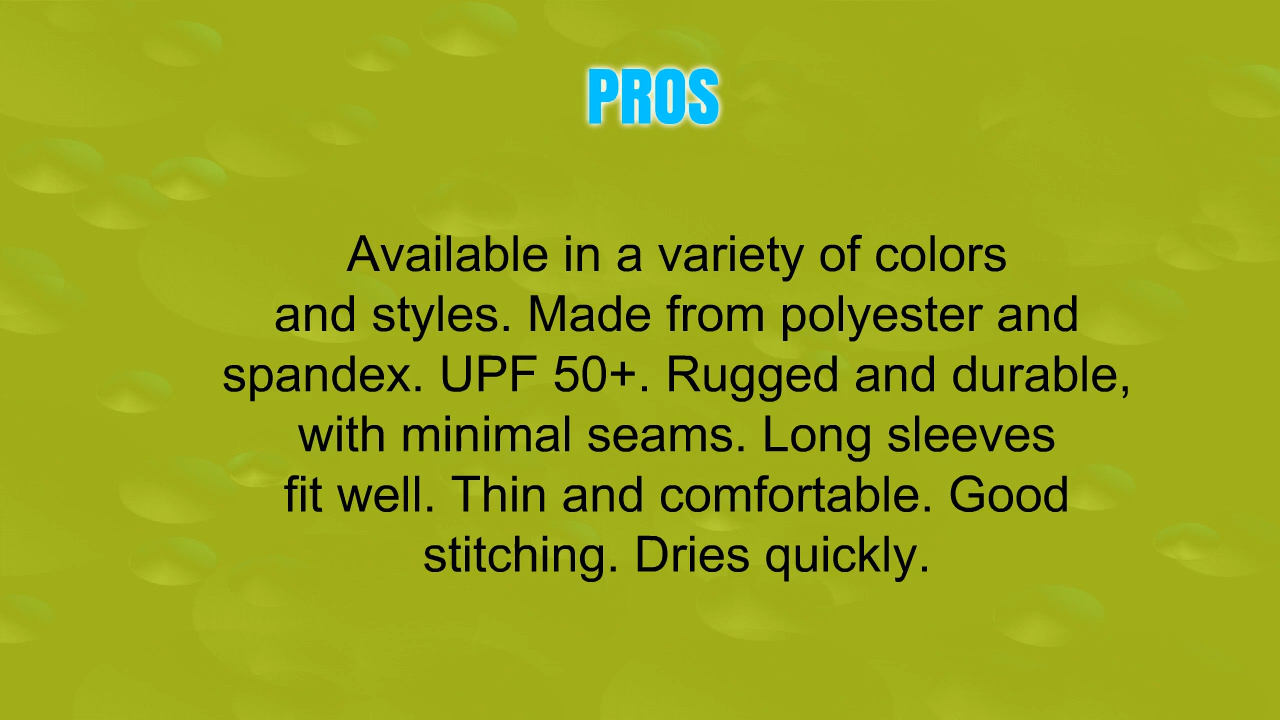 PROS
Available in a variety of colors
and styles. Made from polyester and
spandex. UPF 50+. Rugged and durable,
with minimal seams. Long sleeves
fit well. Thin and comfortable. Good
stitching. Dries quickly.